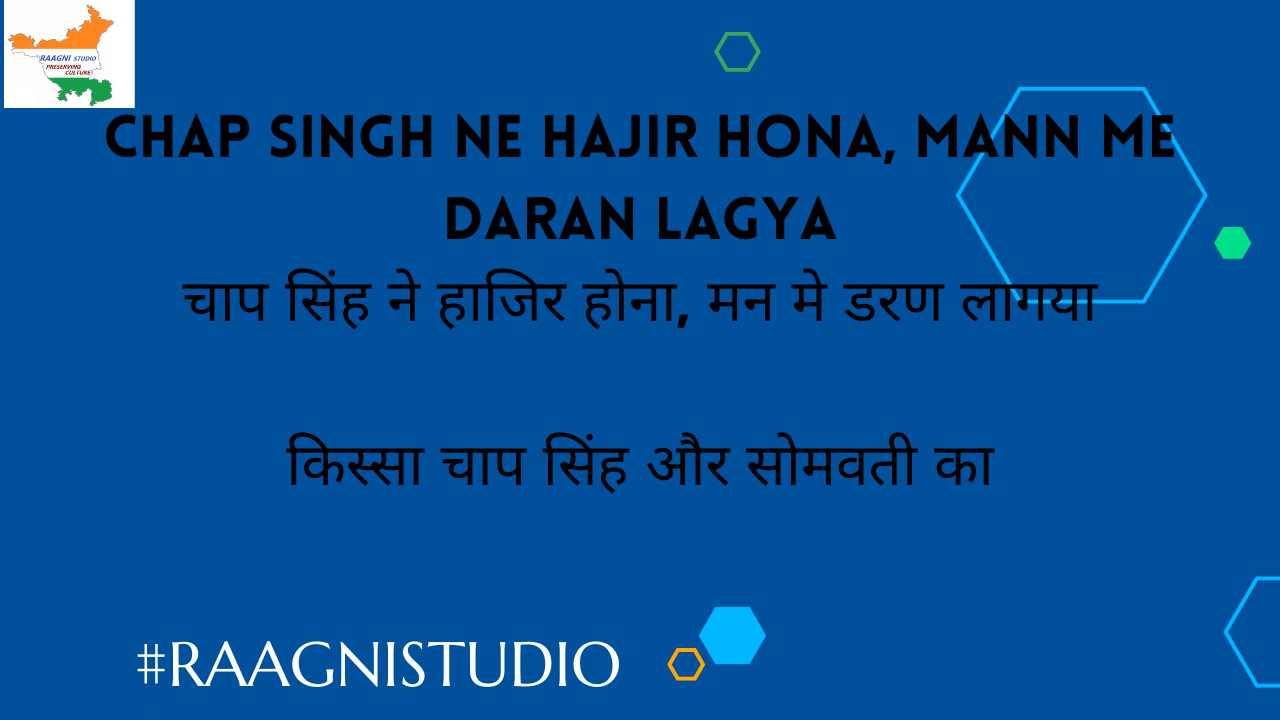 RAAGNI STUDIO
PRESERVING
CULTURE
CHAP SINGH NE HAJIR HONA, MANN ME
DARAN LAGYA
चाप सिंह ने हाजिर होना, मन मे डरण लागया
किस्सा चाप सिंह और सोमवती का
#RAAGNISTUDIO